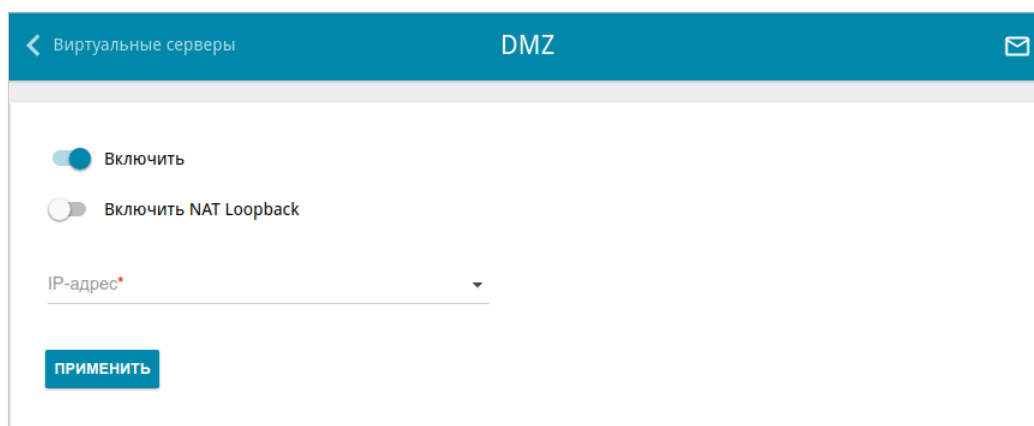 Виртуальные серверы DMZ
Включить
Включить NAT Loopback
IP-адрес*
ПРИМЕНИТЬ